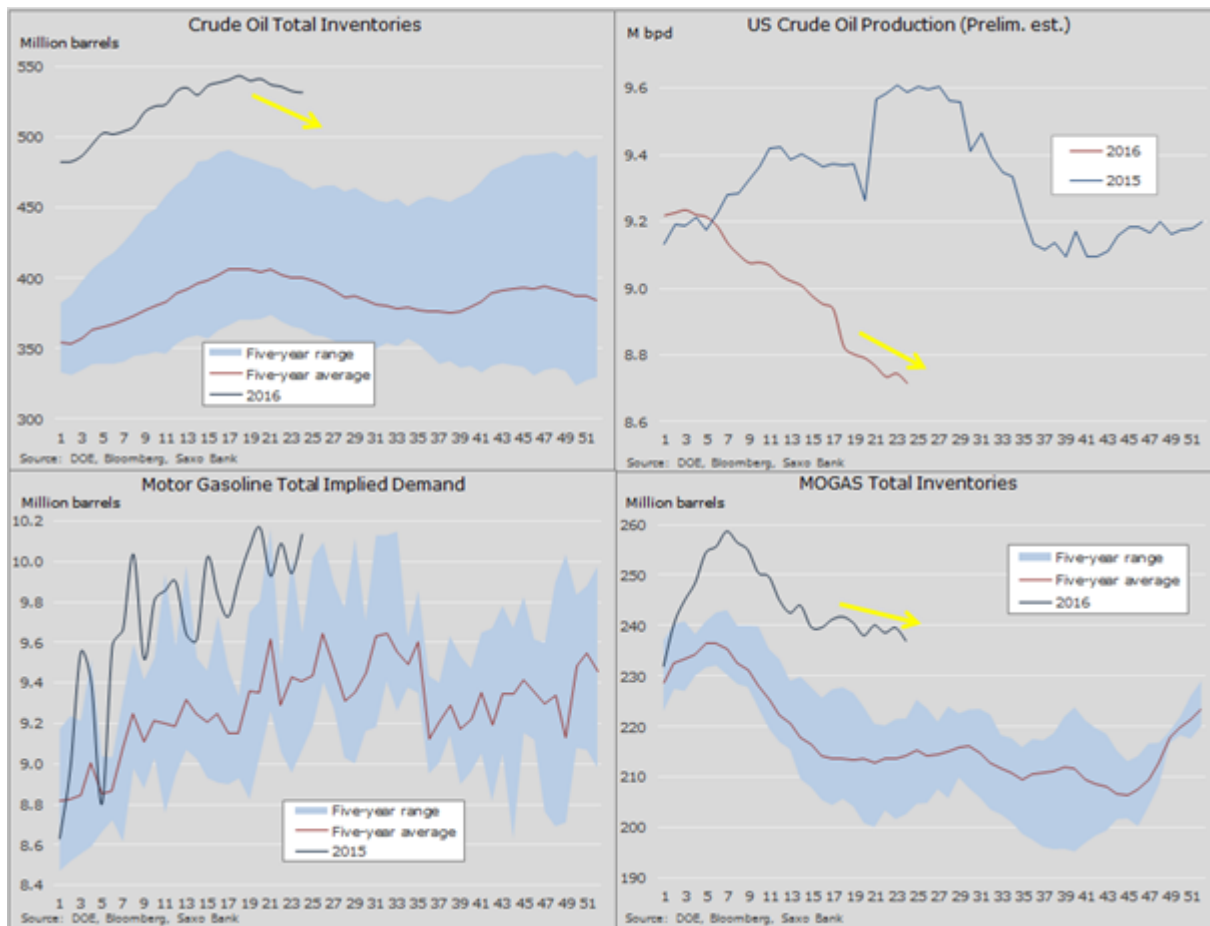 Crude Oil Total Inventories
Million barrels
550
500
450
400
350
300
Five-year range
Five-year average
2016
1 3 5 7 9 11 13 15 17 19 21 23 25 27 29 31 33 35 37 39 41 43 45 47 49 51
Source: DOE, Bloomberg, Saxo Bank
US Crude Oil Production (Prelim. est.)
M bpd
9.6
9.4
9.2
9.0
8.8
8.6
2016
2015
1 3 5 7 9 11 13 15 17 19 21 23 25 27 29 31 33 35 37 39 41 43 45 47 49 51
Source: DOE, Bloomberg, Saxo Bank
Motor Gasoline Total Implied Demand
Million barrels
10.2
10.0
9.8
9.6
9.4
9.2
9.0
8.8
8.6
8.4
Five-year range
Five-year average
2015
1 3 5 7 9 11 13 15 17 19 21 23 25 27 29 31 33 35 37 39 41 43 45 47 49 51
Source: DOE, Bloomberg, Saxo Bank
MOGAS Total Inventories
Million barrels
260
250
240
230
220
210
200
190
Five-year range
Five-year average
2016
1 3 5 7 9 11 13 15 17 19 21 23 25 27 29 31 33 35 37 39 41 43 45 47 49 51
Source: DOE, Bloomberg, Saxo Bank